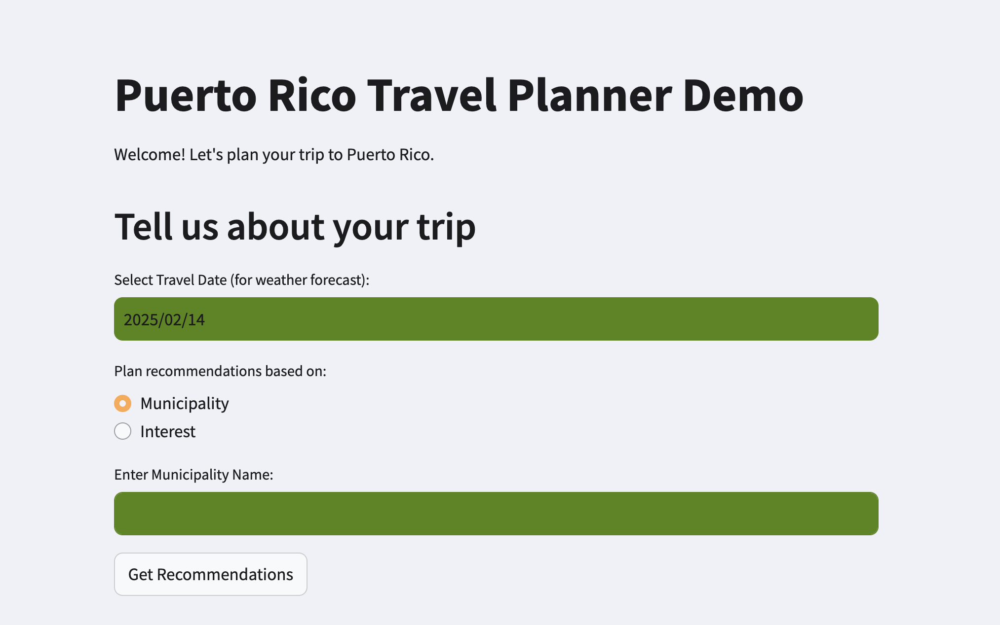 Puerto Rico Travel Planner Demo
Welcome! Let's plan your trip to Puerto Rico.
Tell us about your trip
Select Travel Date (for weather forecast):
2025/02/14
Plan recommendations based on:
Municipality
Interest
Enter Municipality Name:
Get Recommendations